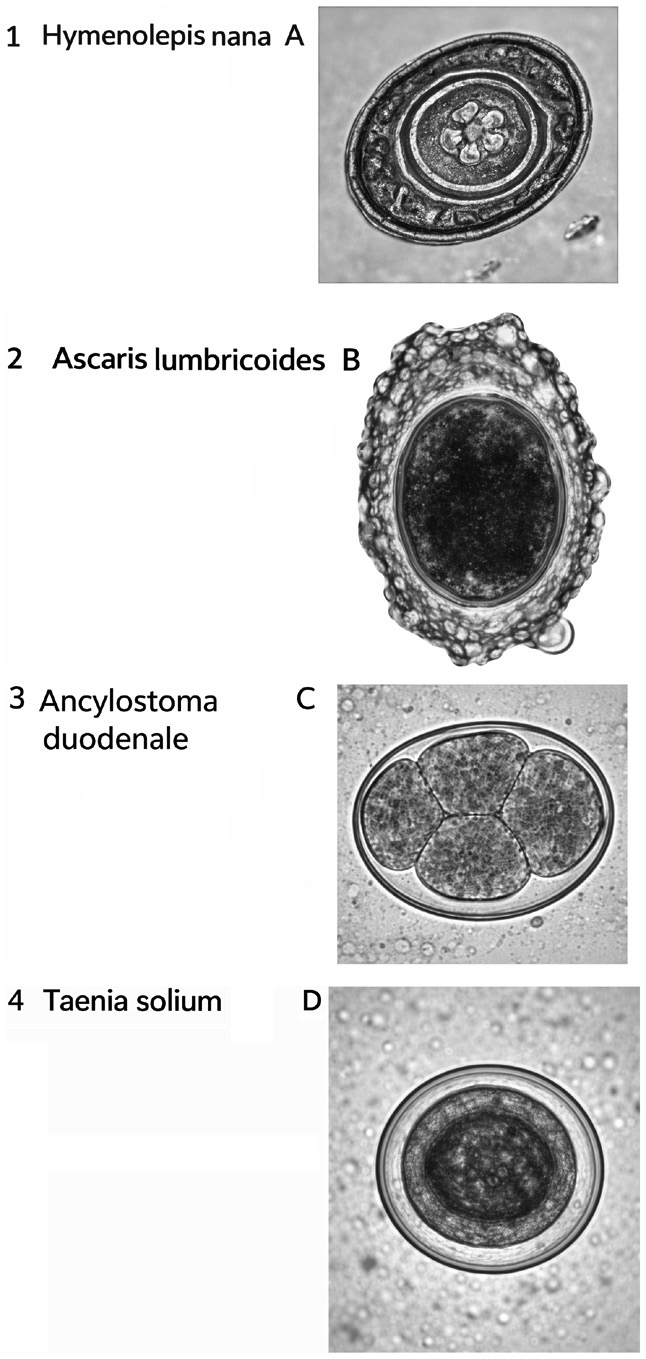 1 Hymenolepis nana A
2 Ascaris lumbricoides B
3 Ancylostoma C
duodenale
4 Taenia solium D